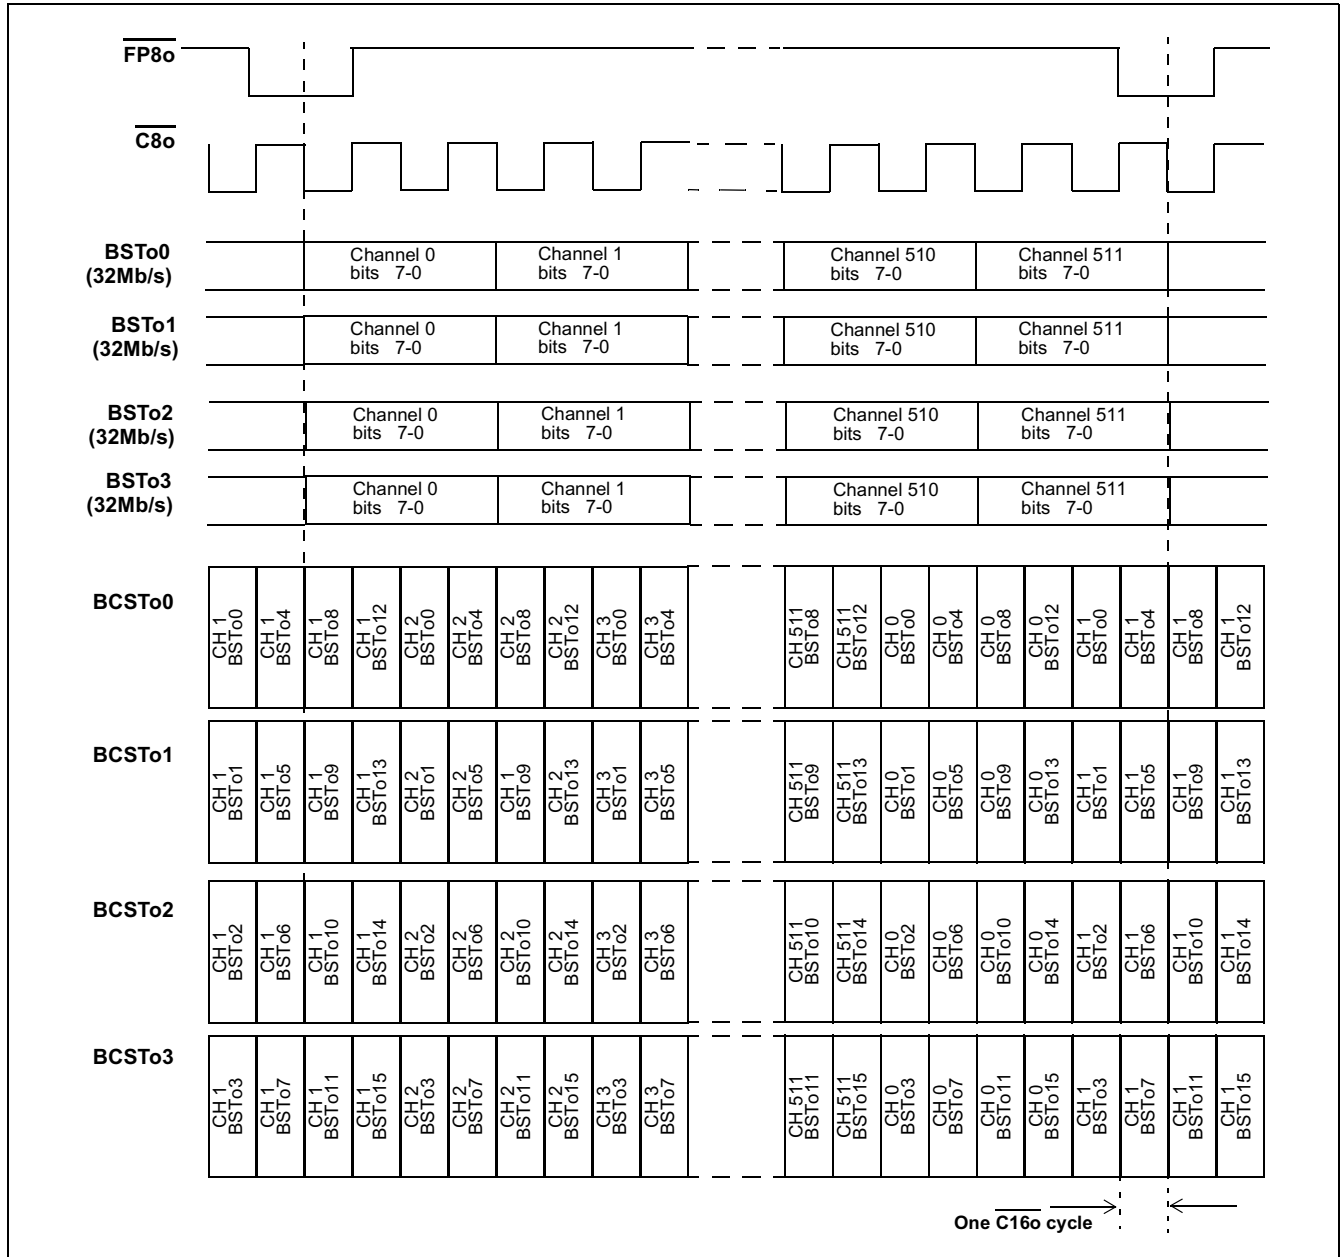 FP8o
C8o
BSTo0
(32Mb/s)
Channel 0
bits 7-0
Channel 1
bits 7-0
Channel 510
bits 7-0
Channel 511
bits 7-0
BSTo1
(32Mb/s)
Channel 0
bits 7-0
Channel 1
bits 7-0
Channel 510
bits 7-0
Channel 511
bits 7-0
BSTo2
(32Mb/s)
Channel 0
bits 7-0
Channel 1
bits 7-0
Channel 510
bits 7-0
Channel 511
bits 7-0
BSTo3
(32Mb/s)
Channel 0
bits 7-0
Channel 1
bits 7-0
Channel 510
bits 7-0
Channel 511
bits 7-0
BCSTo0
CH 1
BSTo0
CH 1
BSTo4
CH 1
BSTo8
CH 1
BSTo12
CH 2
BSTo0
CH 2
BSTo4
CH 2
BSTo8
CH 2
BSTo12
CH 3
BSTo0
CH 3
BSTo4
CH 511
BSTo8
CH 511
BSTo12
CH 0
BSTo0
CH 0
BSTo4
CH 0
BSTo8
CH 0
BSTo12
CH 1
BSTo0
CH 1
BSTo4
CH 1
BSTo8
CH 1
BSTo12
BCSTo1
CH 1
BSTo1
CH 1
BSTo5
CH 1
BSTo9
CH 1
BSTo13
CH 2
BSTo1
CH 2
BSTo5
CH 1
BSTo9
CH 2
BSTo13
CH 3
BSTo1
CH 3
BSTo5
CH 511
BSTo9
CH 511
BSTo13
CH 0
BSTo1
CH 0
BSTo5
CH 0
BSTo9
CH 0
BSTo13
CH 1
BSTo1
CH 1
BSTo5
CH 1
BSTo9
CH 1
BSTo13
BCSTo2
CH 1
BSTo2
CH 1
BSTo6
CH 1
BSTo10
CH 1
BSTo14
CH 2
BSTo2
CH 2
BSTo6
CH 2
BSTo10
CH 2
BSTo14
CH 3
BSTo2
CH 3
BSTo6
CH 511
BSTo10
CH 511
BSTo14
CH 0
BSTo2
CH 0
BSTo6
CH 0
BSTo10
CH 0
BSTo14
CH 1
BSTo2
CH 1
BSTo6
CH 1
BSTo10
CH 1
BSTo14
BCSTo3
CH 1
BSTo3
CH 1
BSTo7
CH 1
BSTo11
CH 1
BSTo15
CH 2
BSTo3
CH 2
BSTo7
CH 2
BSTo11
CH 2
BSTo15
CH 3
BSTo3
CH 3
BSTo7
CH 511
BSTo11
CH 511
BSTo15
CH 0
BSTo3
CH 0
BSTo7
CH 0
BSTo11
CH 0
BSTo15
CH 1
BSTo3
CH 1
BSTo7
CH 1
BSTo11
CH 1
BSTo15
One C16o cycle